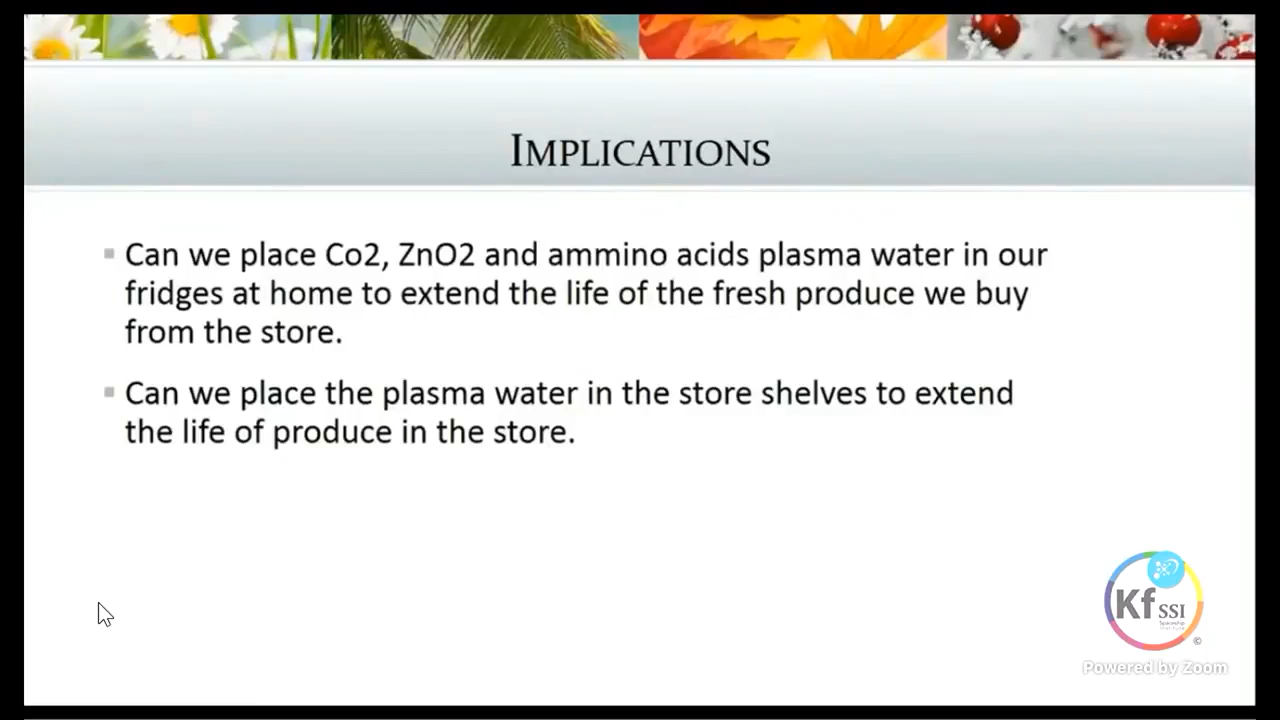 IMPLICATIONS
Can we place Co2, ZnO2 and ammino acids plasma water in our
fridges at home to extend the life of the fresh produce we buy
from the store.
Can we place the plasma water in the store shelves to extend
the life of produce in the store.
Kf SSI
Spaceship
Institute
©
Powered by Zoom